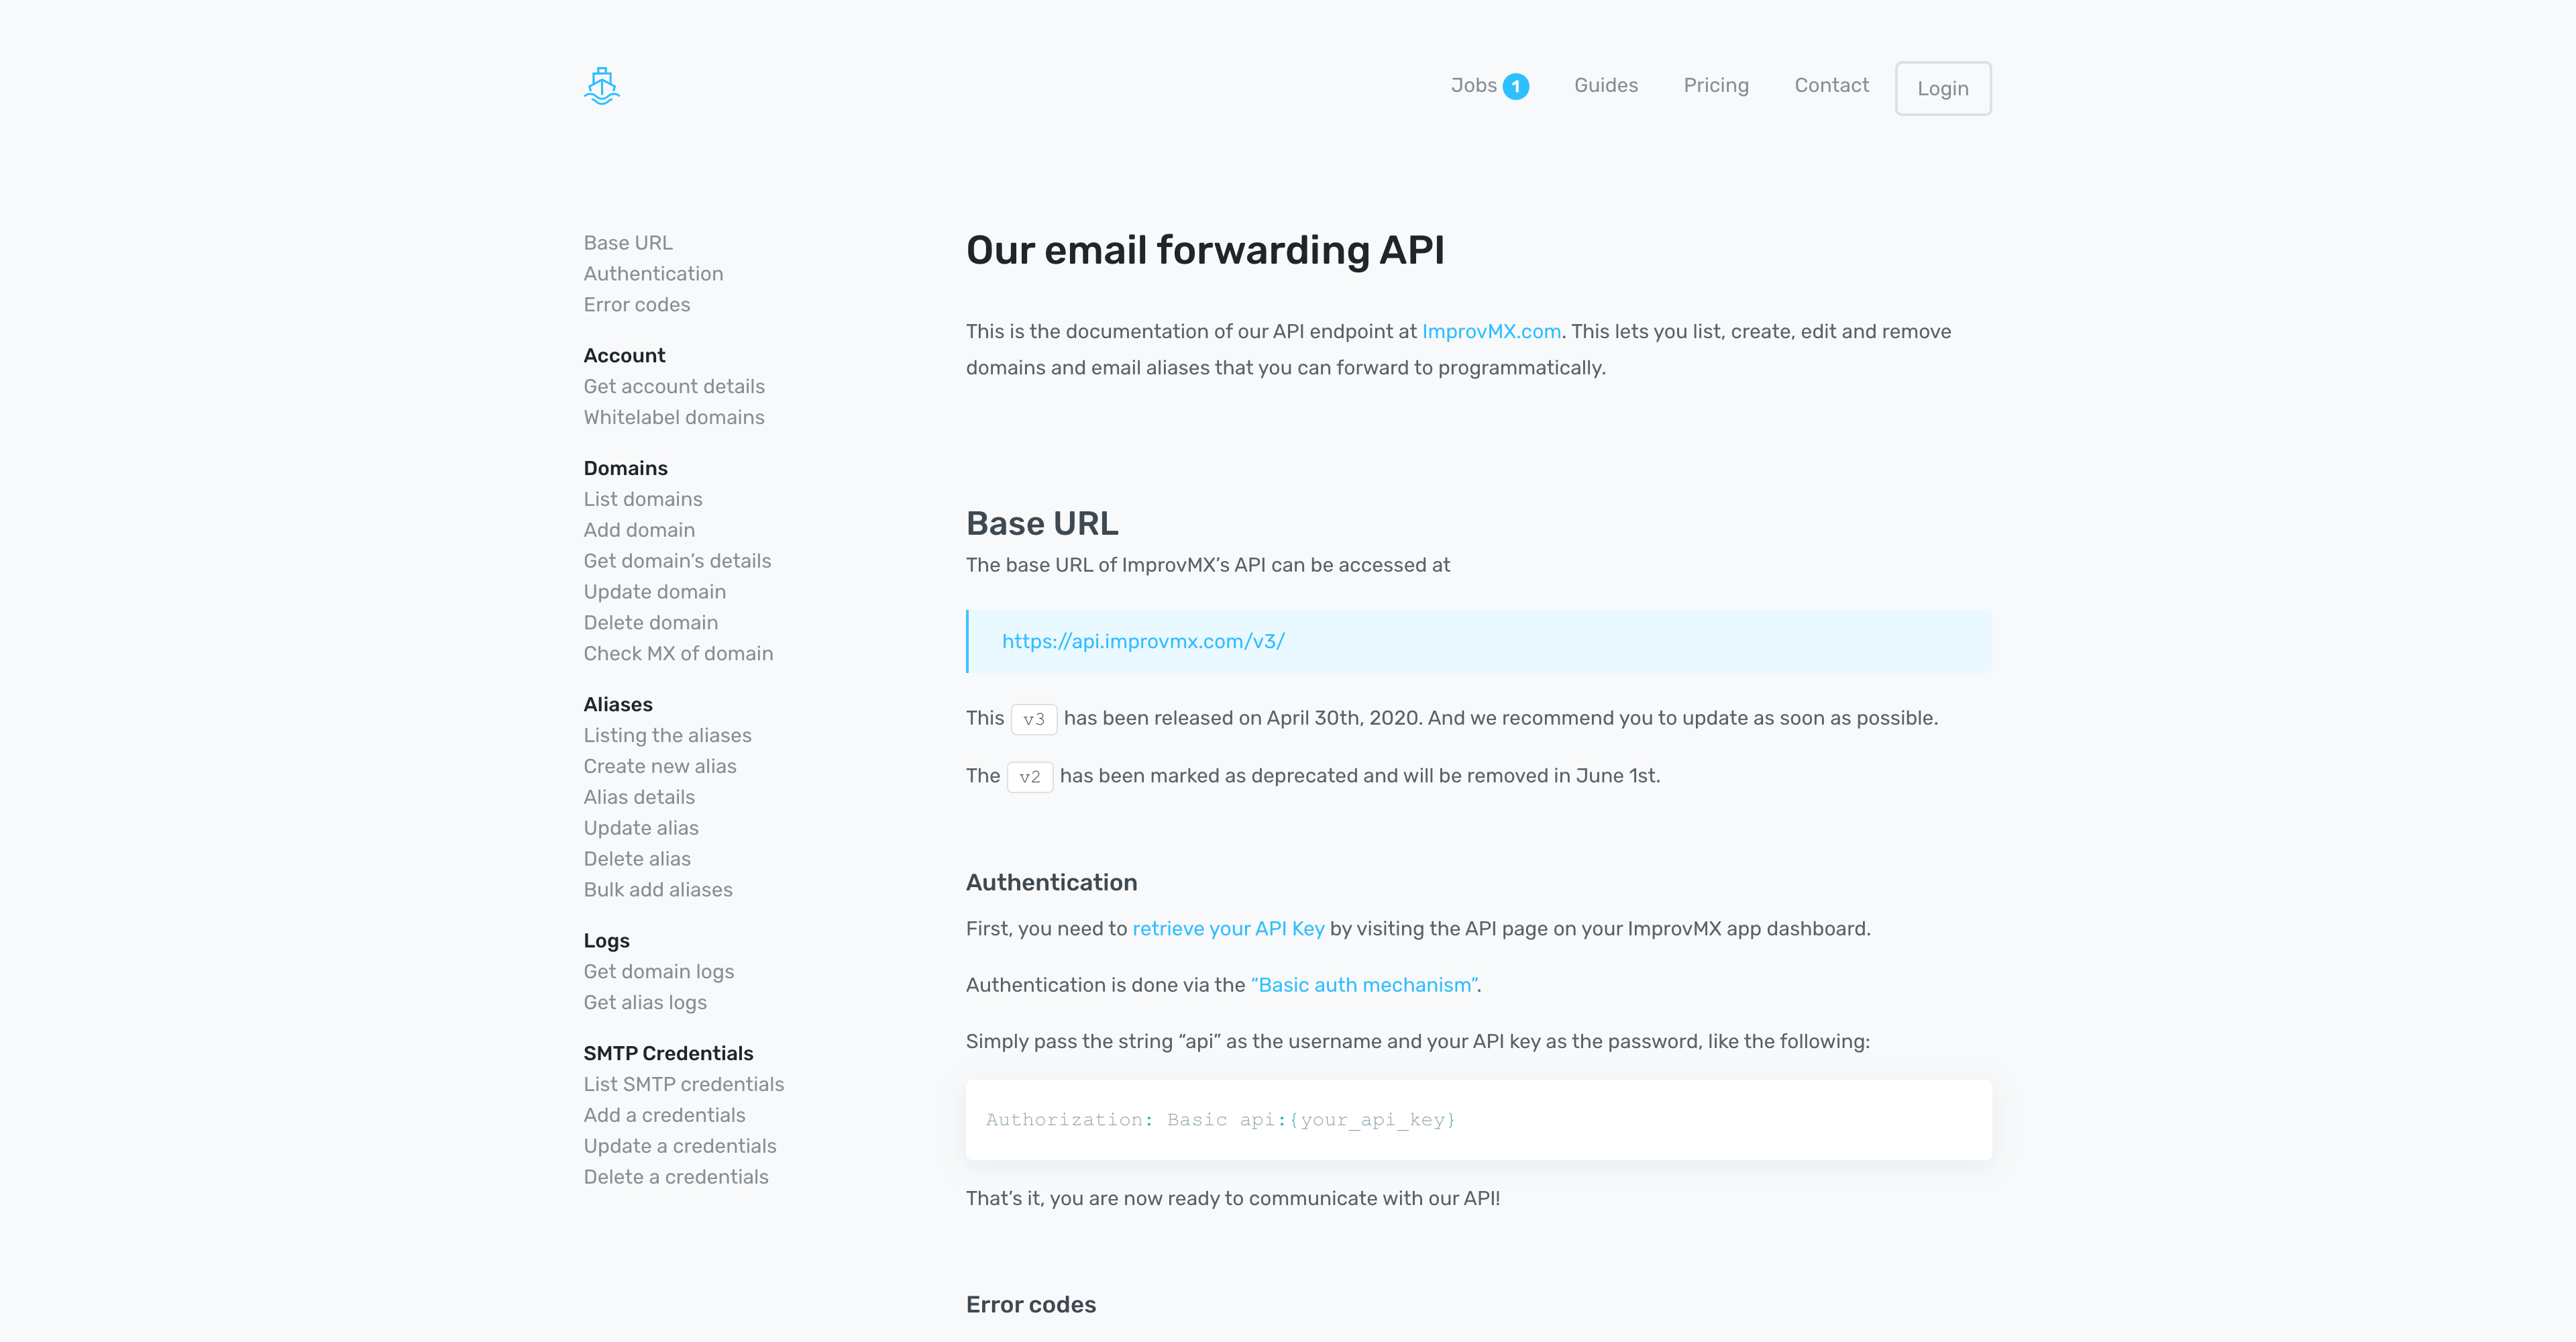 Jobs 1 Guides Pricing Contact Login
Base URL
Authentication
Error codes
Account
Get account details
Whitelabel domains
Domains
List domains
Add domain
Get domain’s details
Update domain
Delete domain
Check MX of domain
Aliases
Listing the aliases
Create new alias
Alias details
Update alias
Delete alias
Bulk add aliases
Logs
Get domain logs
Get alias logs
SMTP Credentials
List SMTP credentials
Add a credentials
Update a credentials
Delete a credentials
Our email forwarding API
This is the documentation of our API endpoint at ImprovMX.com. This lets you list, create, edit and remove
domains and email aliases that you can forward to programmatically.
Base URL
The base URL of ImprovMX’s API can be accessed at
https://api.improvmx.com/v3/
This v3 has been released on April 30th, 2020. And we recommend you to update as soon as possible.
The v2 has been marked as deprecated and will be removed in June 1st.
Authentication
First, you need to retrieve your API Key by visiting the API page on your ImprovMX app dashboard.
Authentication is done via the “Basic auth mechanism”.
Simply pass the string “api” as the username and your API key as the password, like the following:
Authorization: Basic api:{your_api_key}
That’s it, you are now ready to communicate with our API!
Error codes